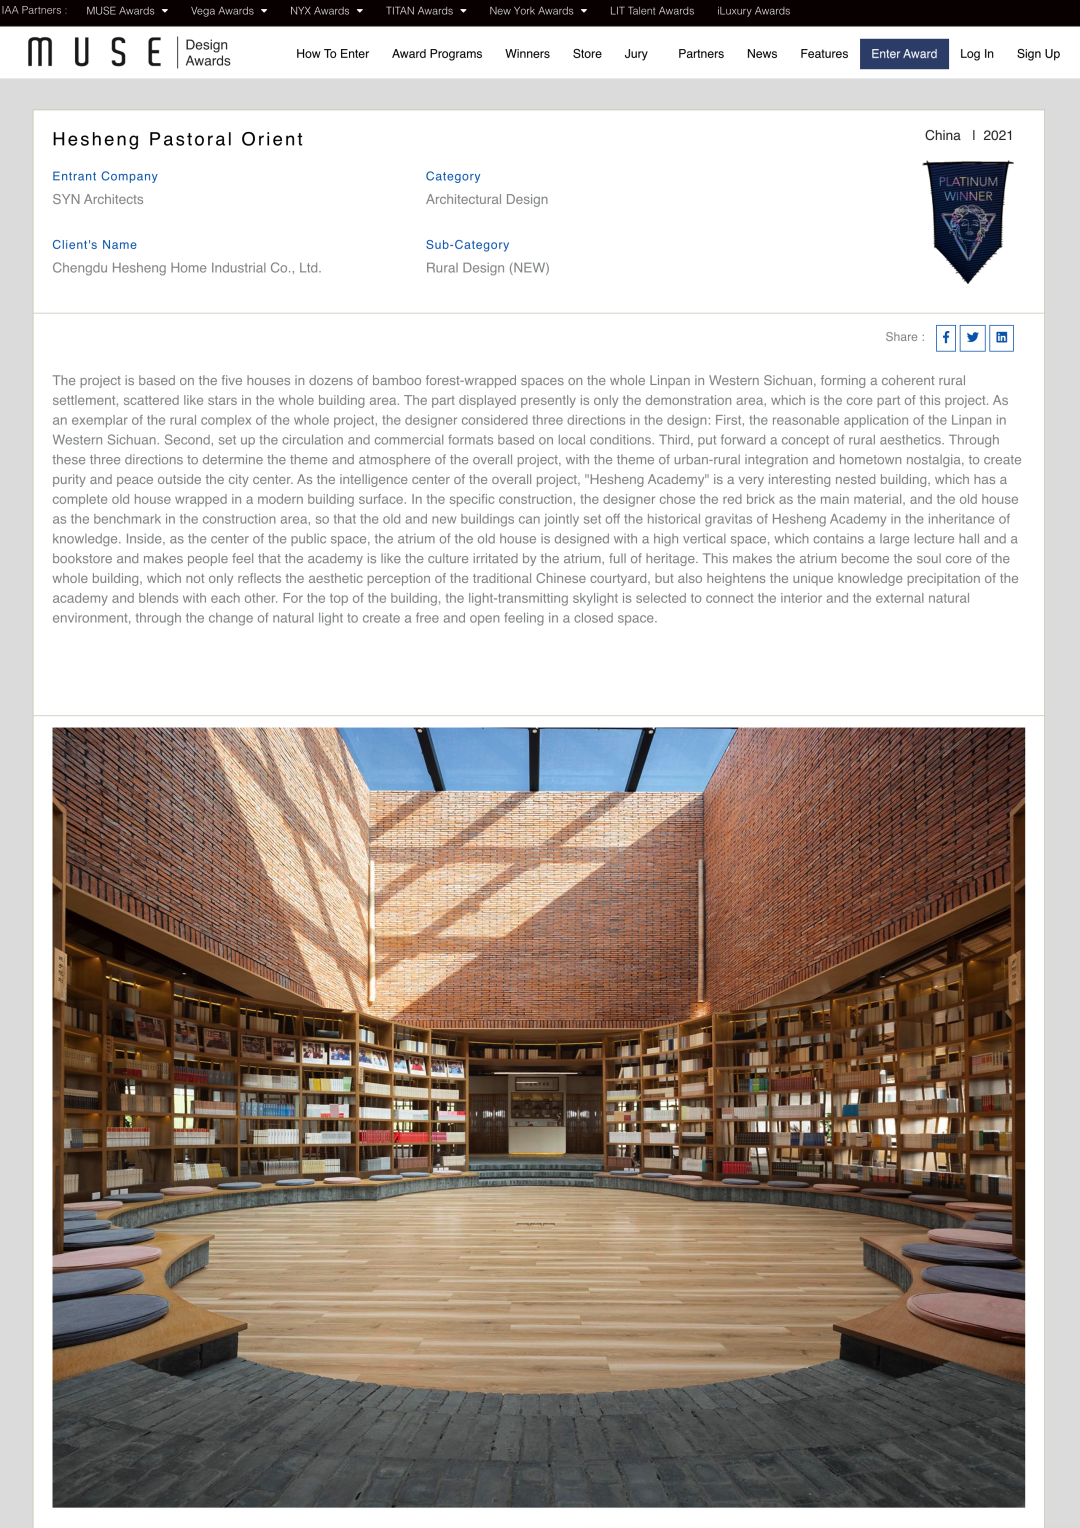 IAA Partners :
MUSE Awards
Vega Awards
NYX Awards
TITAN Awards
New York Awards
LIT Talent Awards
iLuxury Awards
MUSE
Design
Awards
How To Enter
Award Programs
Winners
Store
Jury
Partners
News
Features
Enter Award
Log In
Sign Up
Hesheng Pastoral Orient
China | 2021
PLATINUM
WINNER
Entrant Company
SYN Architects
Category
Architectural Design
Client's Name
Chengdu Hesheng Home Industrial Co., Ltd.
Sub-Category
Rural Design (NEW)
Share :
The project is based on the five houses in dozens of bamboo forest-wrapped spaces on the whole Linpan in Western Sichuan, forming a coherent rural
settlement, scattered like stars in the whole building area. The part displayed presently is only the demonstration area, which is the core part of this project. As
an exemplar of the rural complex of the whole project, the designer considered three directions in the design: First, the reasonable application of the Linpan in
Western Sichuan. Second, set up the circulation and commercial formats based on local conditions. Third, put forward a concept of rural aesthetics. Through
these three directions to determine the theme and atmosphere of the overall project, with the theme of urban-rural integration and hometown nostalgia, to create
purity and peace outside the city center. As the intelligence center of the overall project, "Hesheng Academy" is a very interesting nested building, which has a
complete old house wrapped in a modern building surface. In the specific construction, the designer chose the red brick as the main material, and the old house
as the benchmark in the construction area, so that the old and new buildings can jointly set off the historical gravitas of Hesheng Academy in the inheritance of
knowledge. Inside, as the center of the public space, the atrium of the old house is designed with a high vertical space, which contains a large lecture hall and a
bookstore and makes people feel that the academy is like the culture irritated by the atrium, full of heritage. This makes the atrium become the soul core of the
whole building, which not only reflects the aesthetic perception of the traditional Chinese courtyard, but also heightens the unique knowledge precipitation of the
academy and blends with each other. For the top of the building, the light-transmitting skylight is selected to connect the interior and the external natural
environment, through the change of natural light to create a free and open feeling in a closed space.